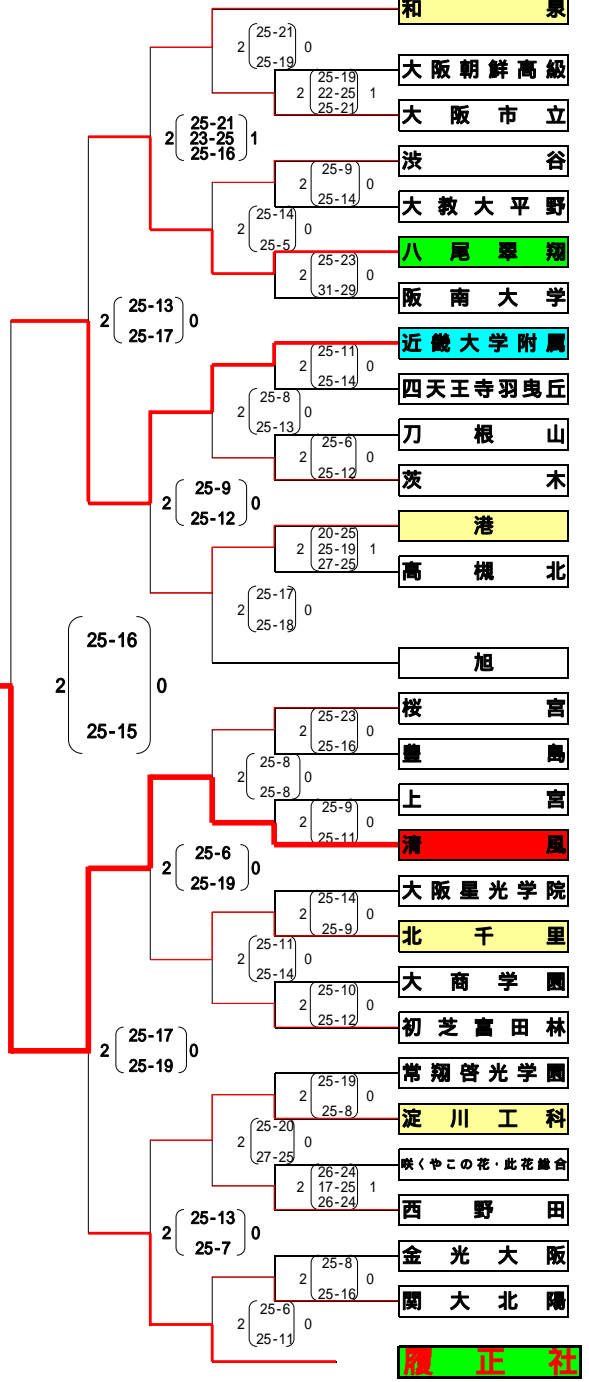 和泉
25-21
2 0
25-19
大阪朝鮮高級
25-19
2 22-25 1
25-21
大阪市立
25-21
2 23-25 1
25-16
渋谷
25-9
2 0
25-14
大教大平野
25-14
2 0
25-5
八尾翠翔
25-23
2 0
31-29
阪南大学
25-13
2 0
25-17
近畿大学附属
25-11
2 0
25-14
四天王寺羽曳丘
25-8
2 0
25-13
刀根山
25-6
2 0
25-12
茨木
25-9
2 0
25-12
港
20-25
2 25-19 1
27-25
高槻北
25-17
2 0
25-18
旭
25-16
2 0
25-15
桜宮
25-23
2 0
25-16
豊島
25-8
2 0
25-8
上宮
25-9
2 0
25-11
清風
25-6
2 0
25-19
大阪星光学院
25-14
2 0
25-9
北千里
25-11
2 0
25-14
大商学園
25-10
2 0
25-12
初芝富田林
25-17
2 0
25-19
常翔啓光学園
25-19
2 0
25-8
淀川工科
25-20
2 0
27-25
咲くやこの花・此花総合
26-24
2 17-25 1
26-24
西野田
25-13
2 0
25-7
金光大阪
25-8
2 0
25-16
関大北陽
25-6
2 0
25-11
履正社